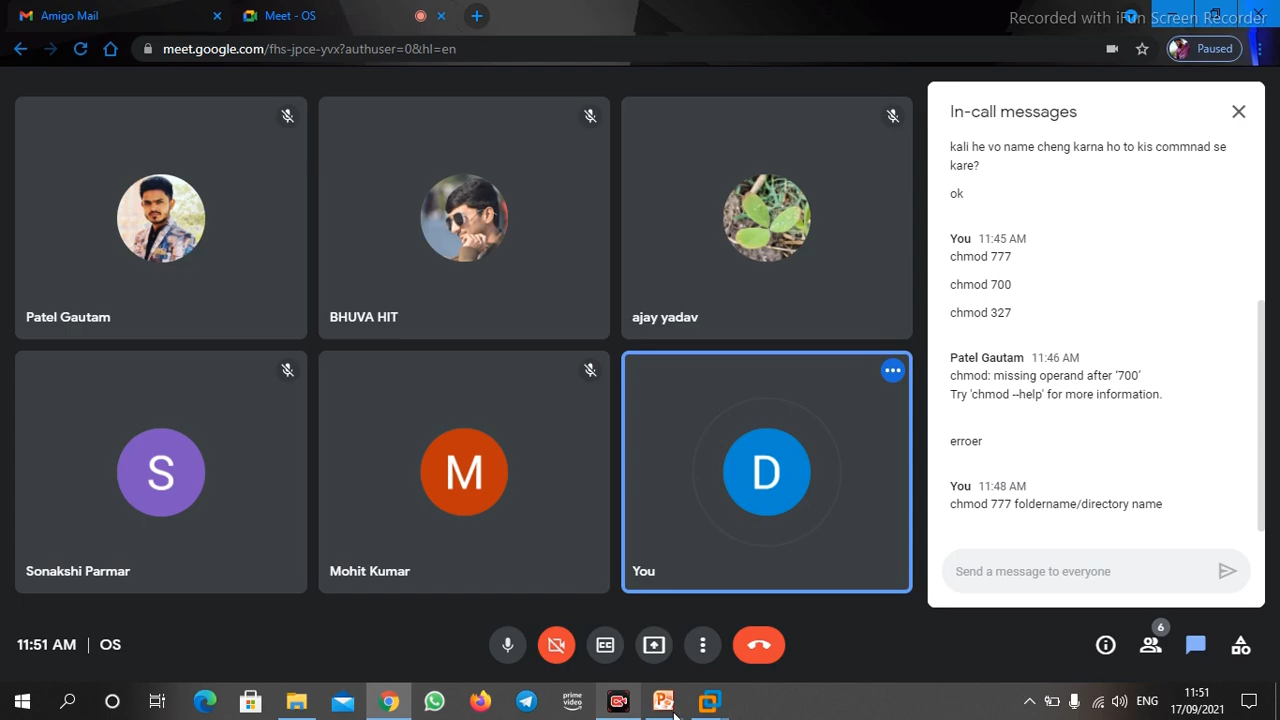 Amigo Mail
Meet - OS
Recorded with iFun Screen Recorder
meet.google.com/fhs-jpce-yvx?authuser=0&hl=en
Paused
Patel Gautam
BHUVA HIT
ajay yadav
S
Sonakshi Parmar
M
Mohit Kumar
D
You
In-call messages
kali he vo name cheng karna ho to kis commnad se
kare?
ok
You 11:45 AM
chmod 777
chmod 700
chmod 327
Patel Gautam 11:46 AM
chmod: missing operand after ‘700’
Try 'chmod --help' for more information.
erroer
You 11:48 AM
chmod 777 foldername/directory name
Send a message to everyone
11:51 AM | OS
CC
6
prime
video
ENG
11:51
17/09/2021